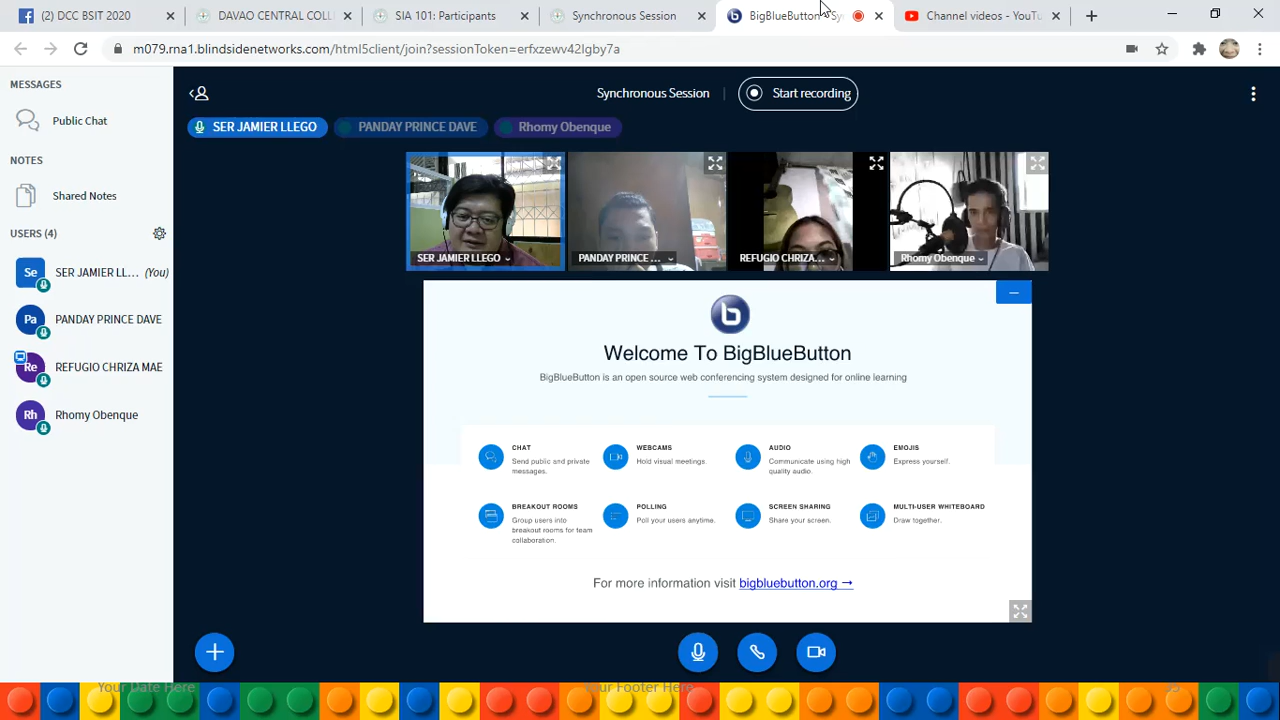 (2) DCC BSIT 2020
DAVAO CENTRAL COLL
SIA 101: Participants
Synchronous Session
BigBlueButton - Sy
Channel videos - YouTu
m079.rna1.blindsidenetworks.com/html5client/join?sessionToken=erfxzewv42lgby7a
MESSAGES
Public Chat
NOTES
Shared Notes
USERS (4)
Se SER JAMIER LL... (You)
Pa PANDAY PRINCE DAVE
Re REFUGIO CHRIZA MAE
Rh Rhomy Obenque
Synchronous Session | Start recording
SER JAMIER LLEGO
PANDAY PRINCE DAVE
Rhomy Obenque
SER JAMIER LLEGO
PANDAY PRINCE ...
REFUGIO CHRIZA...
Rhomy Obenque
b
Welcome To BigBlueButton
BigBlueButton is an open source web conferencing system designed for online learning
CHAT
Send public and private
messages.
WEBCAMS
Hold visual meetings.
AUDIO
Communicate using high
quality audio.
EMOJIS
Express yourself.
BREAKOUT ROOMS
Group users into
breakout rooms for team
collaboration.
POLLING
Poll your users anytime.
SCREEN SHARING
Share your screen.
MULTI-USER WHITEBOARD
Draw together.
For more information visit bigbluebutton.org →
Your Date Here
Your Footer Here